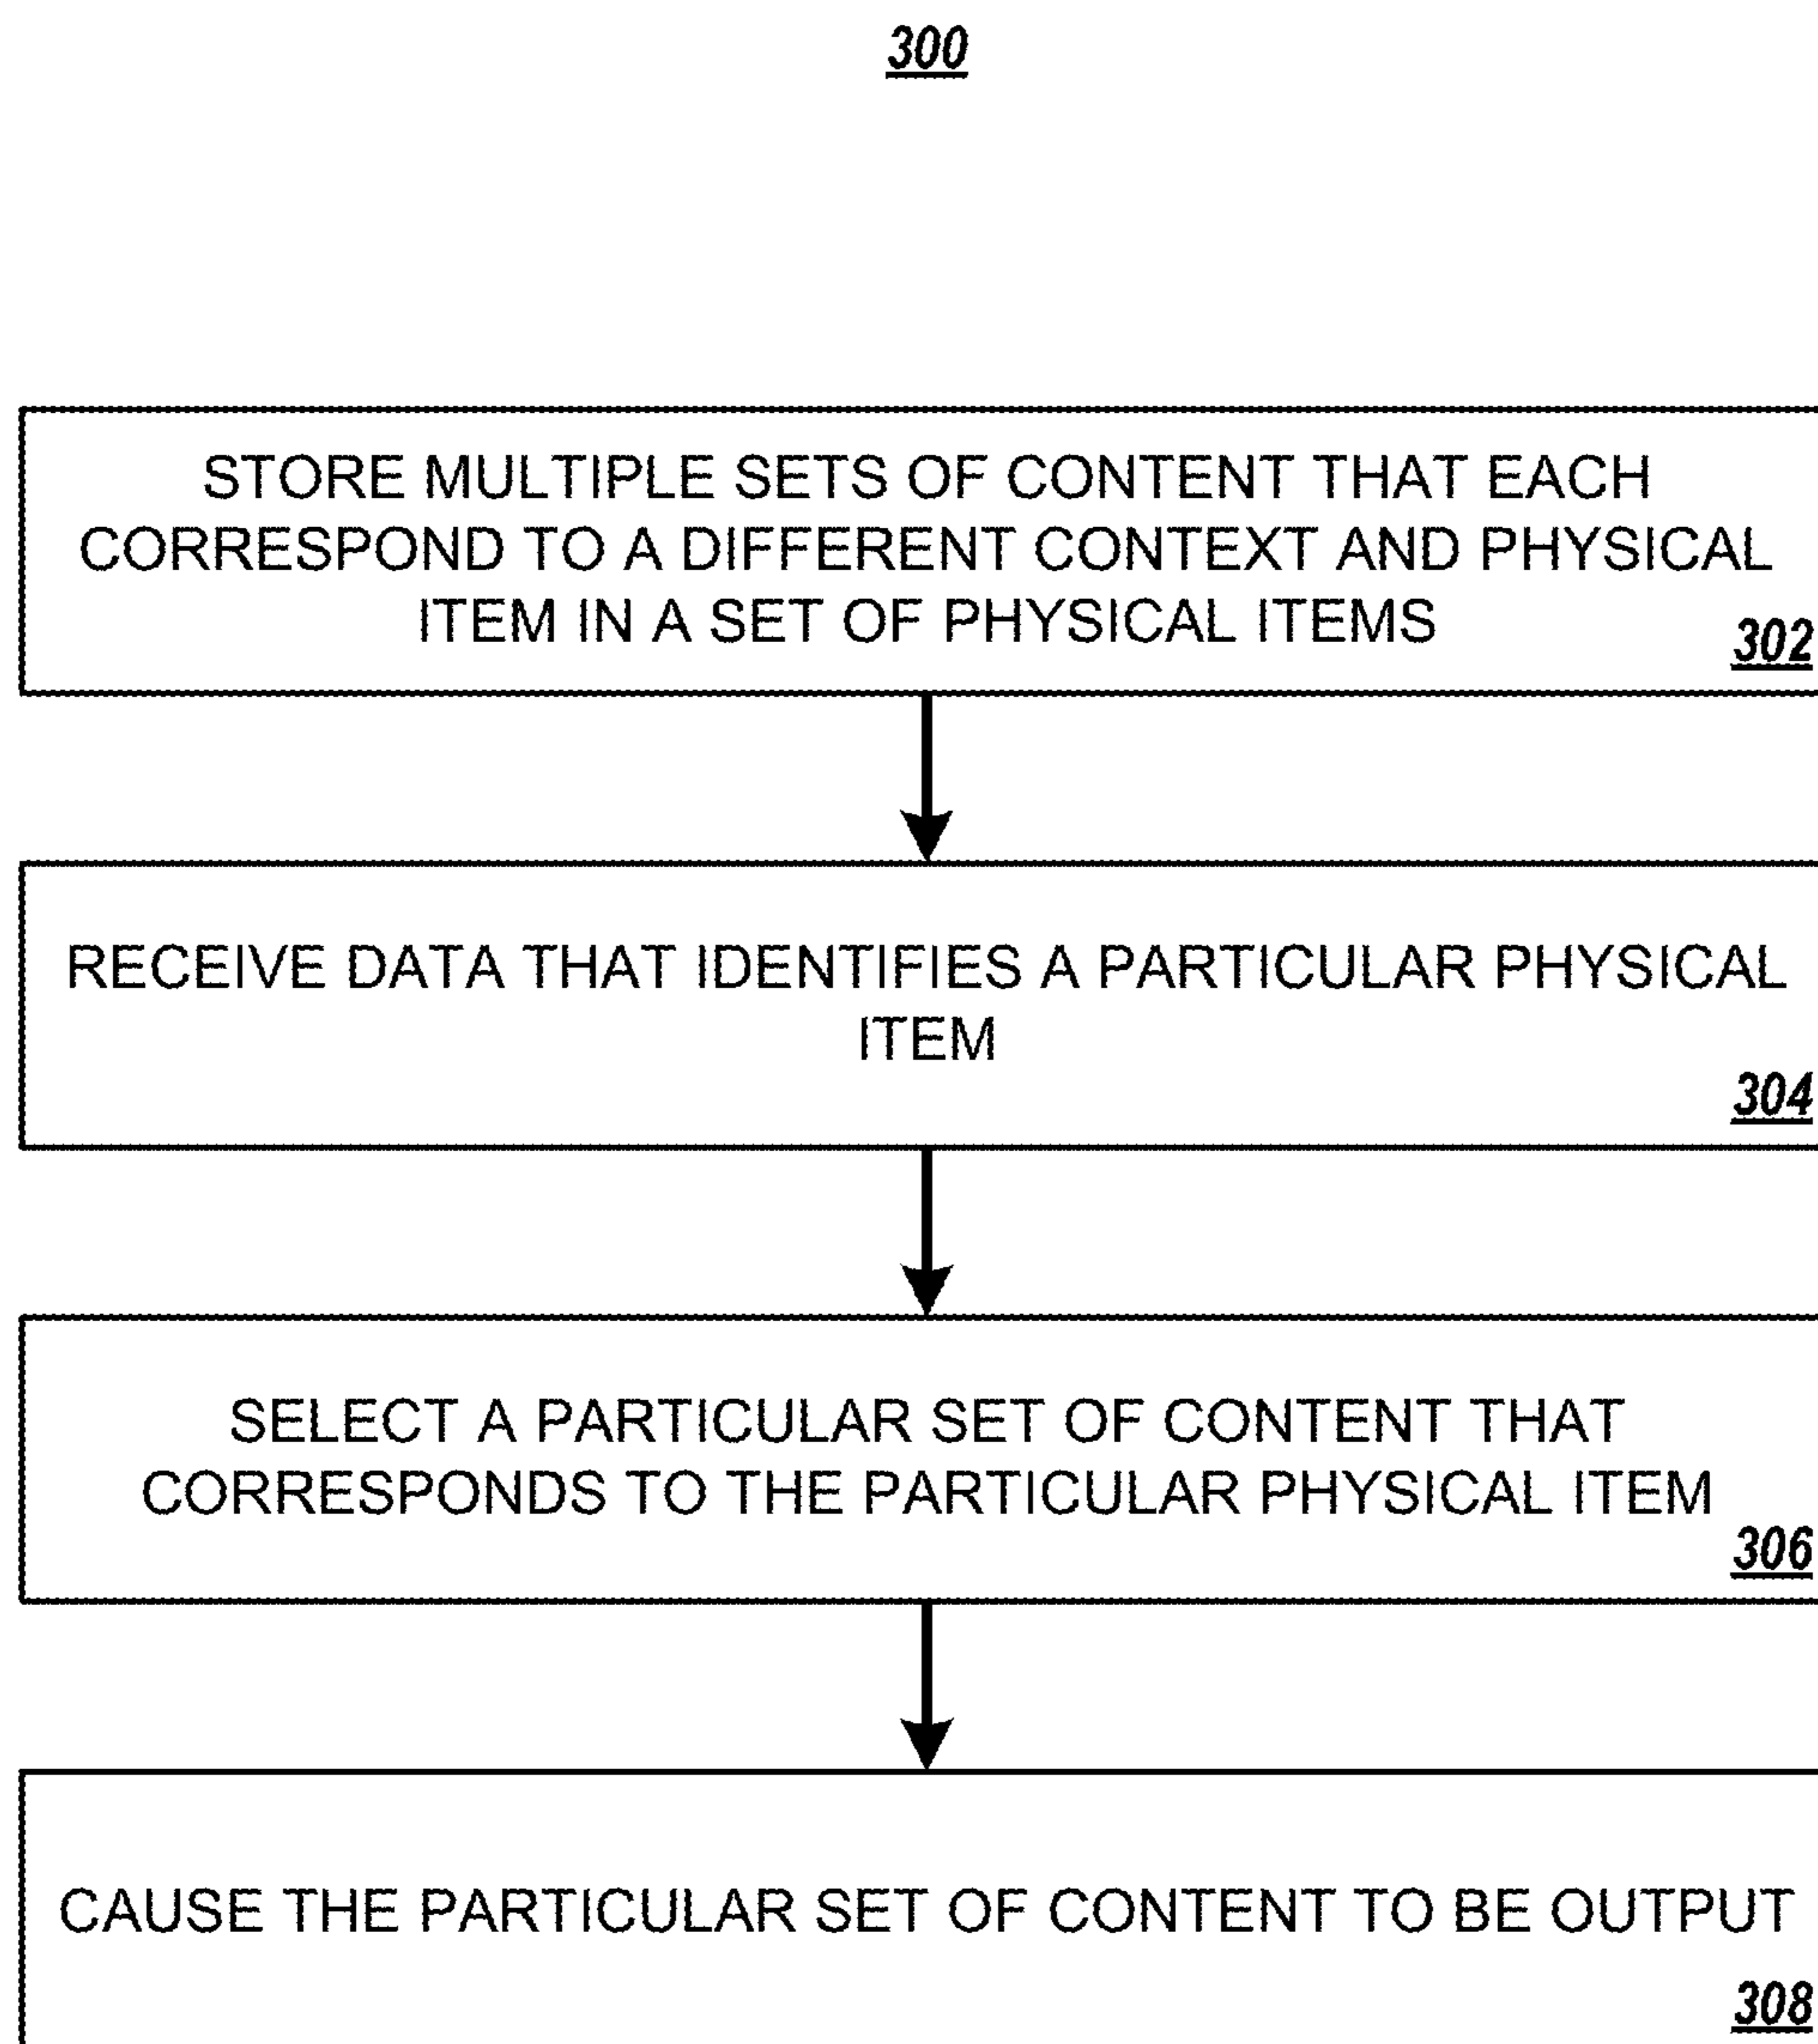 300
STORE MULTIPLE SETS OF CONTENT THAT EACH
CORRESPOND TO A DIFFERENT CONTEXT AND PHYSICAL
ITEM IN A SET OF PHYSICAL ITEMS
302
RECEIVE DATA THAT IDENTIFIES A PARTICULAR PHYSICAL
ITEM
304
SELECT A PARTICULAR SET OF CONTENT THAT
CORRESPONDS TO THE PARTICULAR PHYSICAL ITEM
306
CAUSE THE PARTICULAR SET OF CONTENT TO BE OUTPUT
308